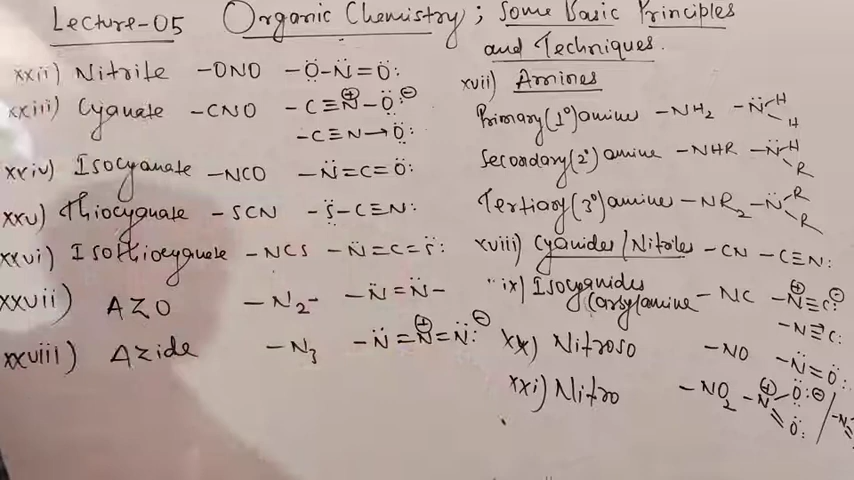 Lecture-05 Organic Chemistry; Some Basic Principles
and Techniques.
xxii) Nitrite -ONO -Ö-N̈=Ö:
xxiii) Cyanate -CNO -C≡N⊕-Ö:⊖
-C≡N→Ö:
xxiv) Isocyanate -NCO -N̈=C=Ö:
xxv) Thiocyanate -SCN -S̈-C≡N:
xxvi) Isothiocyanate -NCS -N̈=C=S̈:
xxvii) AZO -N2- -N̈=N̈-
xxviii) Azide -N3 -N̈=N⊕=N̈:⊖
xvii) Amines
Primary(1°)amine -NH2 -N̈ H H
Secondary(2°) amine -NHR -N̈ H R
Tertiary(3°)amine -NR2 -N̈ R R
xviii) Cyanides/Nitriles -CN -C≡N:
ix) Isocyanides -NC -N⊕≡C:⊖
Carbylamine -N≡C:
xx) Nitroso -NO -N̈=Ö:
xxi) Nitro -NO2 -N⊕ Ö:⊖ Ö: / -N